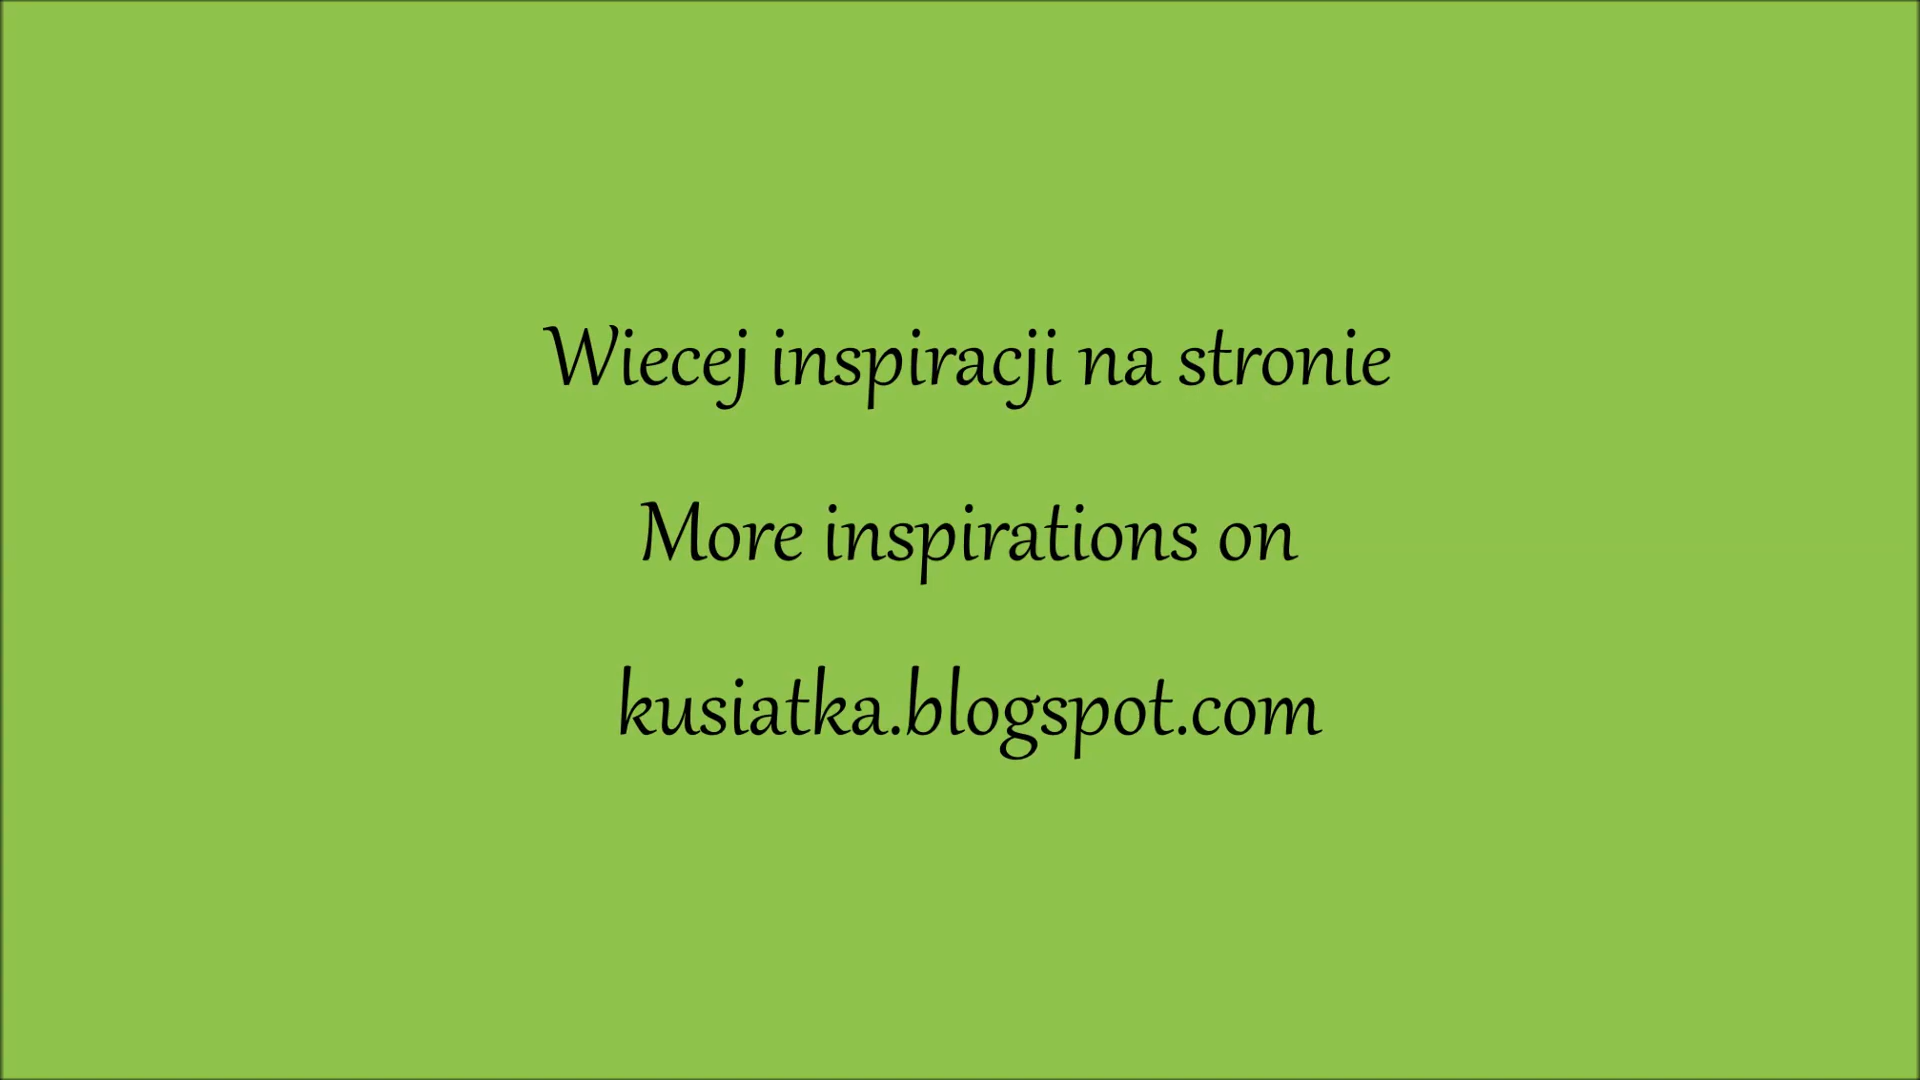 Wiecej inspiracji na stronie
More inspirations on
kusiatka.blogspot.com